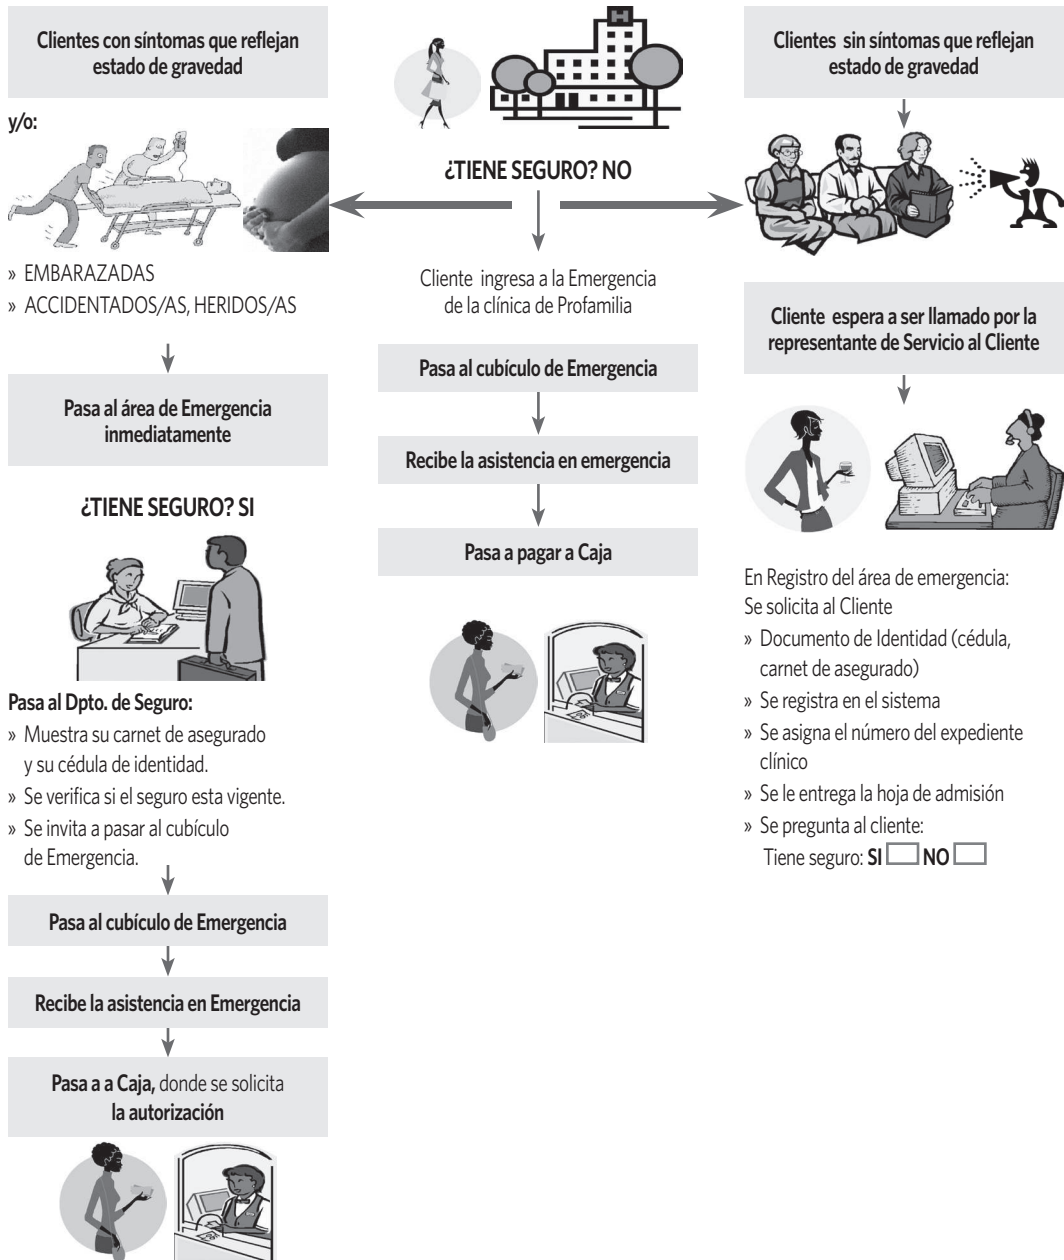 Clientes con síntomas que reflejan
estado de gravedad
y/o:
» EMBARAZADAS
» ACCIDENTADOS/AS, HERIDOS/AS
Pasa al área de Emergencia
inmediatamente
¿TIENE SEGURO? SI
Pasa al Dpto. de Seguro:
» Muestra su carnet de asegurado
y su cédula de identidad.
» Se verifica si el seguro esta vigente.
» Se invita a pasar al cubículo
de Emergencia.
Pasa al cubículo de Emergencia
Recibe la asistencia en Emergencia
Pasa a a Caja, donde se solicita
la autorización
H
¿TIENE SEGURO? NO
Cliente ingresa a la Emergencia
de la clínica de Profamilia
Pasa al cubículo de Emergencia
Recibe la asistencia en emergencia
Pasa a pagar a Caja
Clientes sin síntomas que reflejan
estado de gravedad
Cliente espera a ser llamado por la
representante de Servicio al Cliente
En Registro del área de emergencia:
Se solicita al Cliente
» Documento de Identidad (cédula,
carnet de asegurado)
» Se registra en el sistema
» Se asigna el número del expediente
clínico
» Se le entrega la hoja de admisión
» Se pregunta al cliente:
Tiene seguro: SI NO